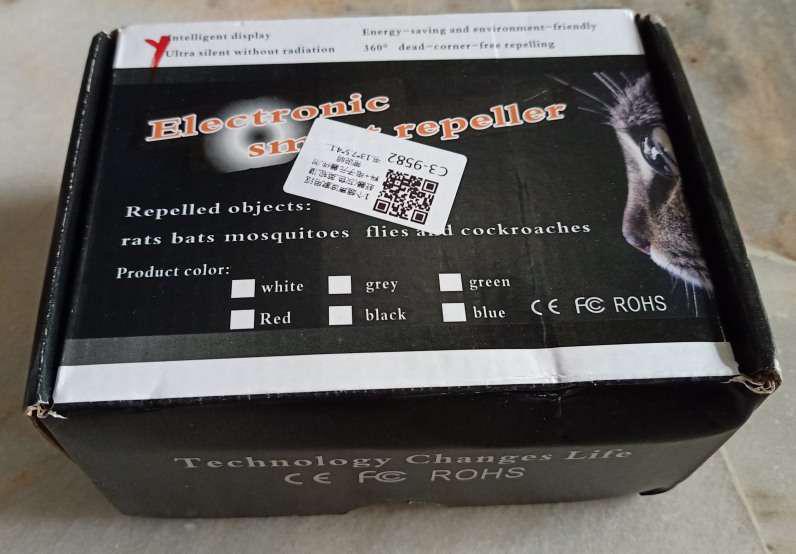 Intelligent display
Energy-saving and environment-friendly
Ultra silent without radiation
360° dead-corner-free repelling
Electronic
repeller
C3-9582
Repelled objects:
rats bats mosquitoes flies and cockroaches
Product color:
white grey green
Red black blue
CE FC ROHS
Technology Changes Life
CE FC ROHS